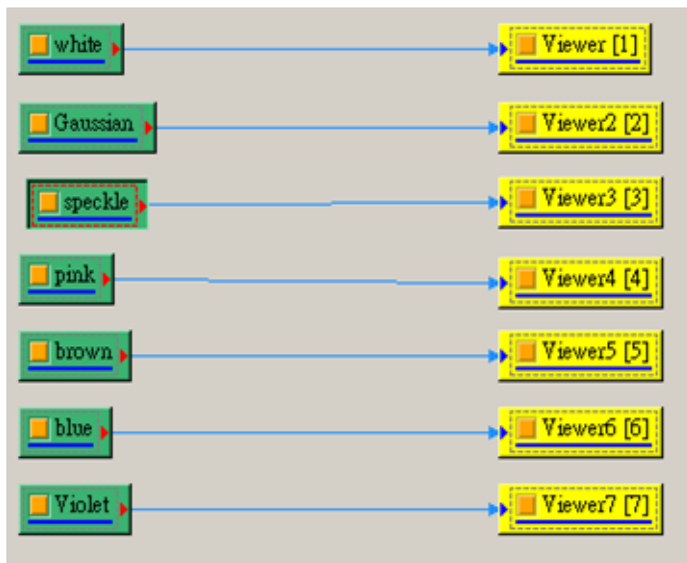 white Viewer [1]
Gaussian Viewer2 [2]
speckle Viewer3 [3]
pink Viewer4 [4]
brown Viewer5 [5]
blue Viewer6 [6]
Violet Viewer7 [7]